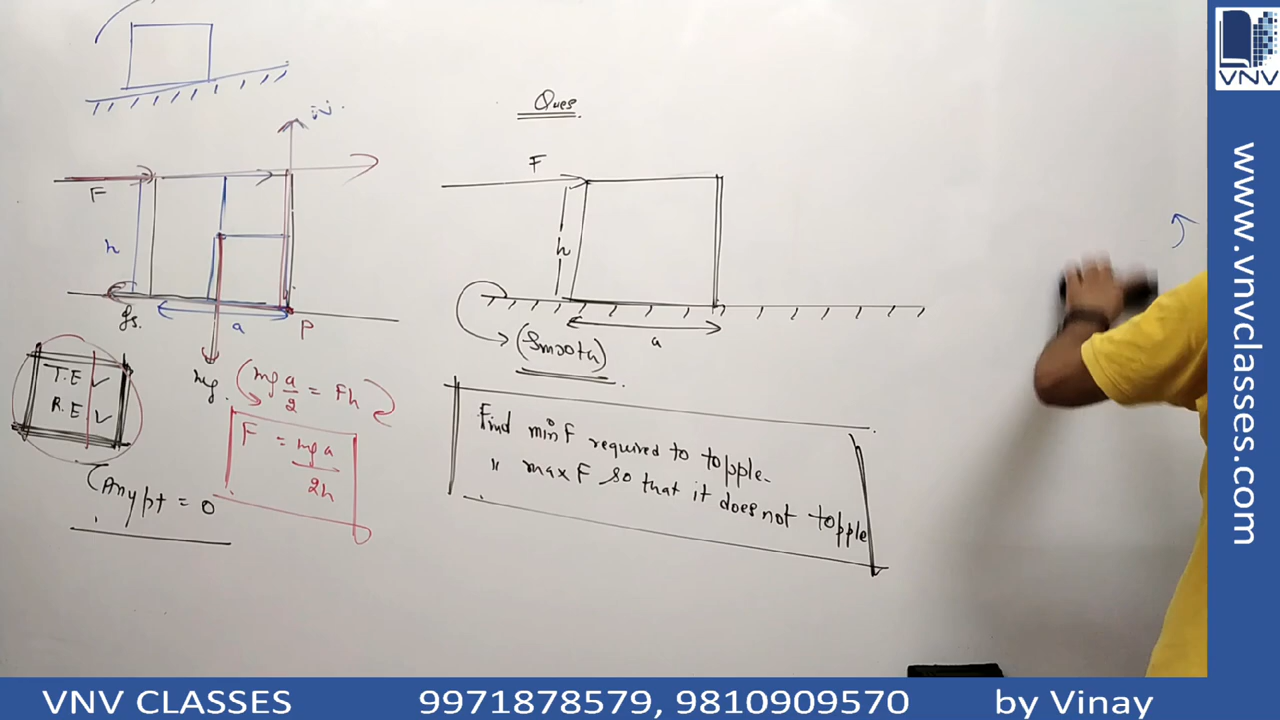 N
F
h
fs.
a
P
mg.
T.E ✓
R.E ✓
(Any pt = 0
mg a/2 = Fh
F = mga/2h
Ques
F
h
a
(Smooth)
Find min F required to topple.
" max F so that it does not topple
VNV
www.vnvclasses.com
VNV CLASSES 9971878579, 9810909570 by Vinay